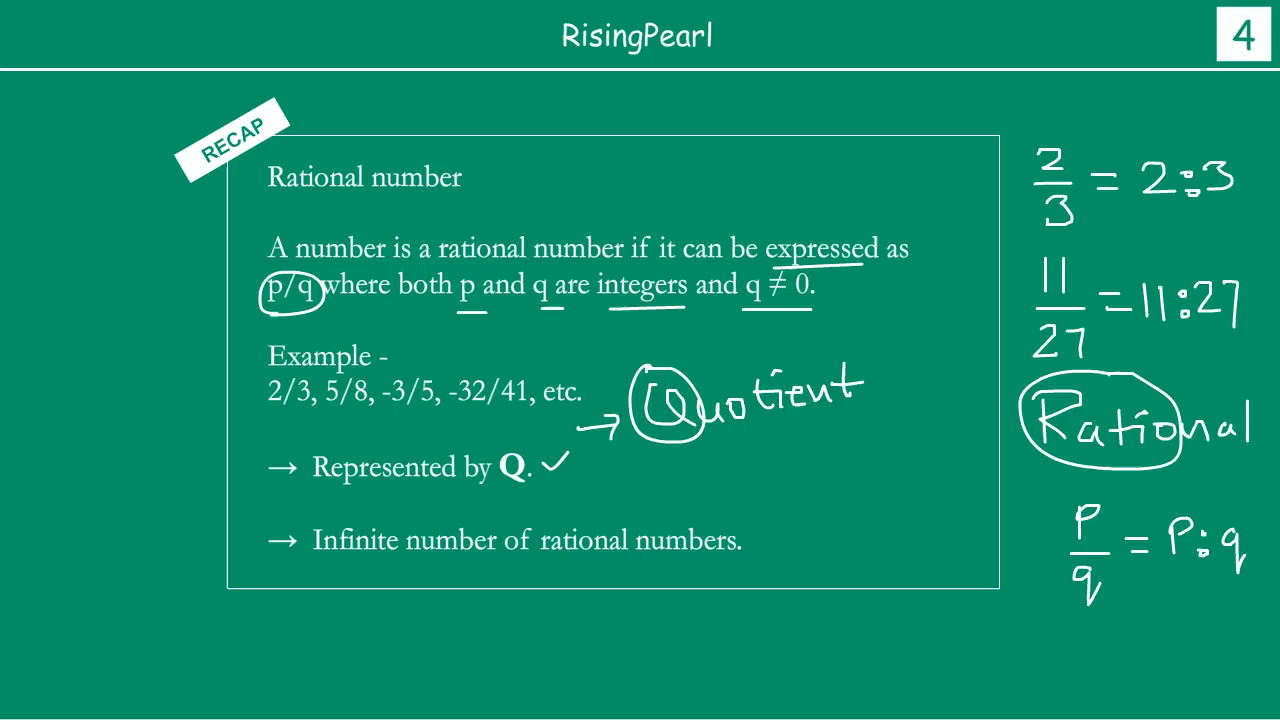 RisingPearl
4
RECAP
Rational number
A number is a rational number if it can be expressed as
p/q where both p and q are integers and q ≠ 0.
Example -
2/3, 5/8, -3/5, -32/41, etc.
→ Quotient
→ Represented by Q. ✓
→ Infinite number of rational numbers.
2/3 = 2:3
11/27 = 11:27
Rational
P/q = P:q